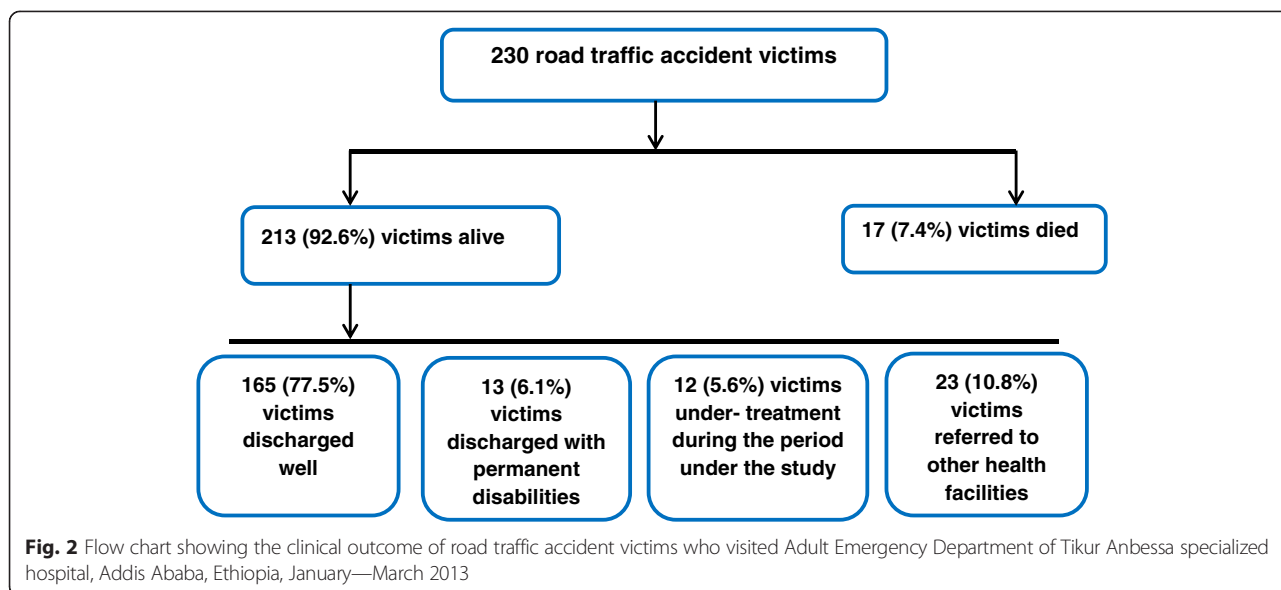 230 road traffic accident victims
213 (92.6%) victims alive
17 (7.4%) victims died
165 (77.5%)
victims
discharged
well
13 (6.1%)
victims
discharged with
permanent
disabilities
12 (5.6%) victims
under- treatment
during the period
under the study
23 (10.8%)
victims
referred to
other health
facilities
Fig. 2 Flow chart showing the clinical outcome of road traffic accident victims who visited Adult Emergency Department of Tikur Anbessa specialized
hospital, Addis Ababa, Ethiopia, January—March 2013